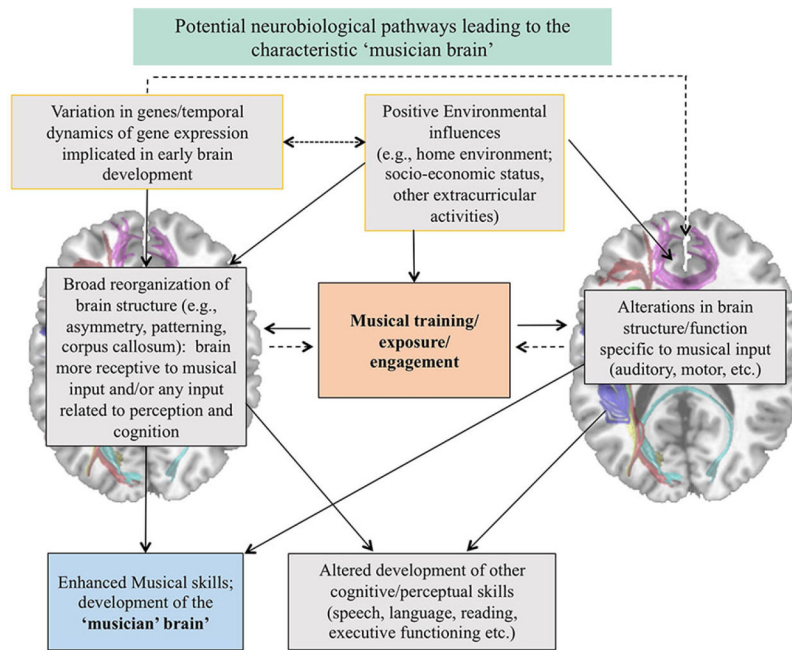 Potential neurobiological pathways leading to the
characteristic ‘musician brain’
Variation in genes/temporal
dynamics of gene expression
implicated in early brain
development
Positive Environmental
influences
(e.g., home environment;
socio-economic status,
other extracurricular
activities)
Broad reorganization of
brain structure (e.g.,
asymmetry, patterning,
corpus callosum): brain
more receptive to musical
input and/or any input
related to perception and
cognition
Musical training/
exposure/
engagement
Alterations in brain
structure/function
specific to musical input
(auditory, motor, etc.)
Enhanced Musical skills;
development of the
‘musician’ brain’
Altered development of other
cognitive/perceptual skills
(speech, language, reading,
executive functioning etc.)